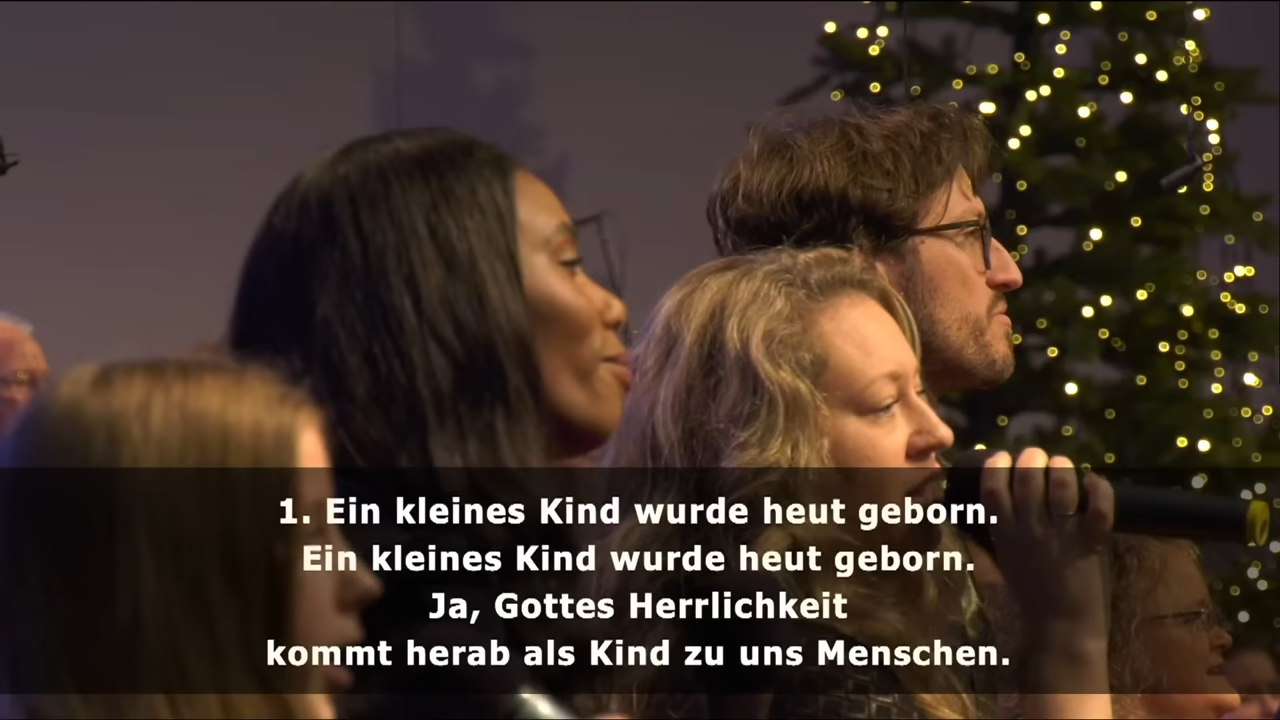 1. Ein kleines Kind wurde heut geborn.
Ein kleines Kind wurde heut geborn.
Ja, Gottes Herrlichkeit
kommt herab als Kind zu uns Menschen.